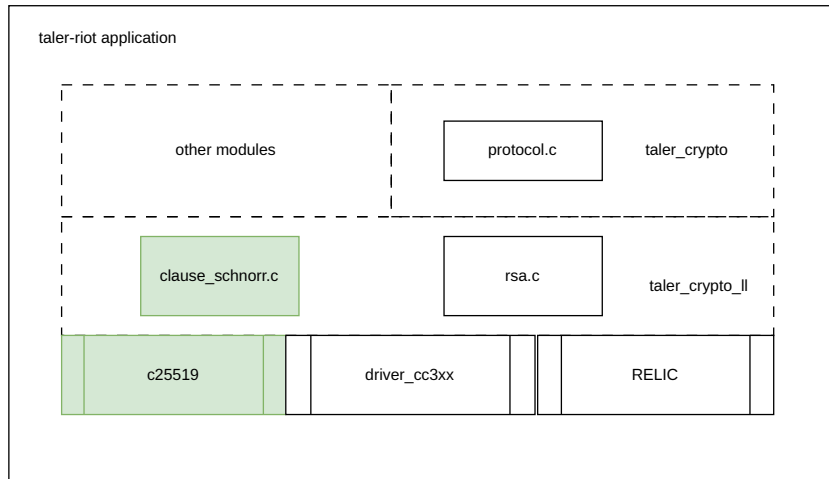 taler-riot application
other modules
protocol.c
taler_crypto
clause_schnorr.c
rsa.c
taler_crypto_ll
c25519
driver_cc3xx
RELIC